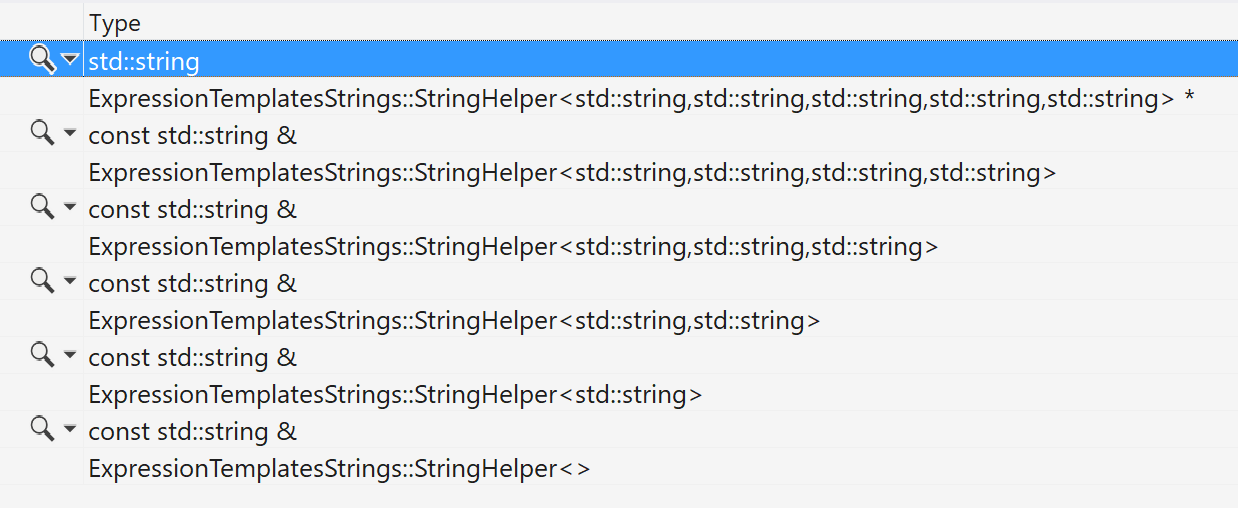 Type
std::string
ExpressionTemplatesStrings::StringHelper<std::string,std::string,std::string,std::string,std::string> *
const std::string &
ExpressionTemplatesStrings::StringHelper<std::string,std::string,std::string,std::string>
const std::string &
ExpressionTemplatesStrings::StringHelper<std::string,std::string,std::string>
const std::string &
ExpressionTemplatesStrings::StringHelper<std::string,std::string>
const std::string &
ExpressionTemplatesStrings::StringHelper<std::string>
const std::string &
ExpressionTemplatesStrings::StringHelper<>